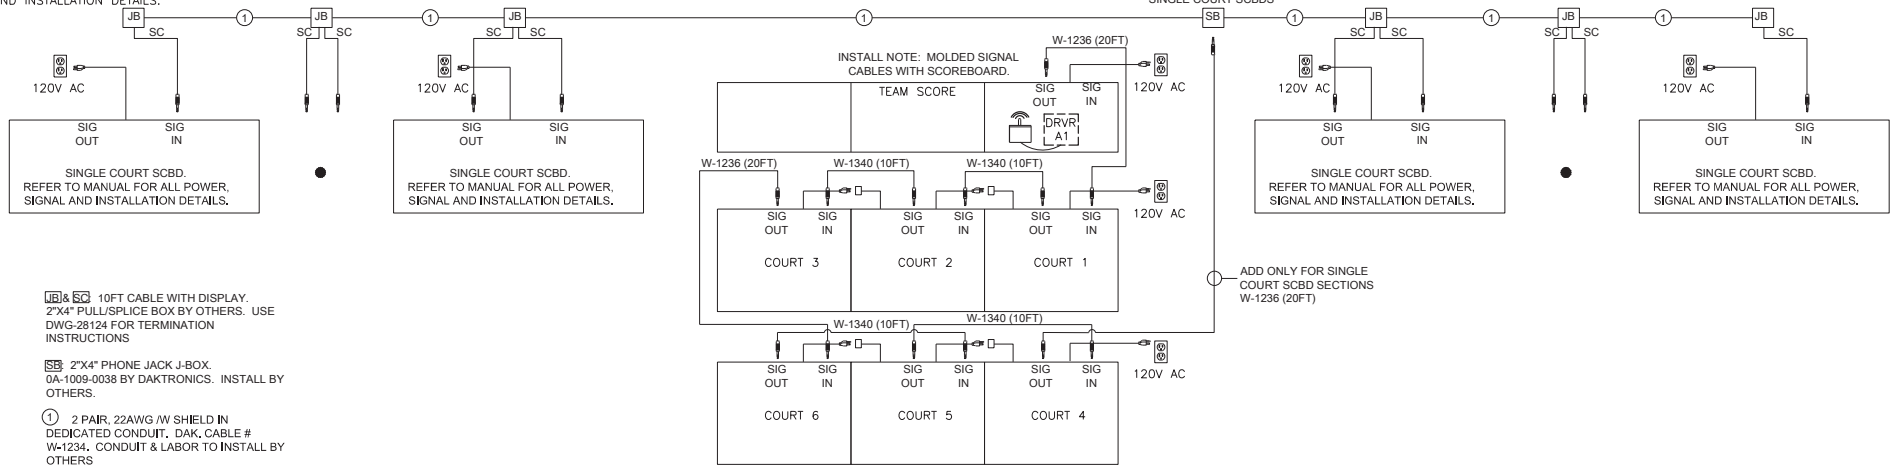 AND INSTALLATION DETAILS.
SINGLE COURT SCBDS
JB 1 JB 1 JB 1 SB 1 JB 1 JB 1 JB
SC SC SC SC SC SC SC SC SC SC
W-1236 (20FT)
INSTALL NOTE: MOLDED SIGNAL
CABLES WITH SCOREBOARD.
120V AC
120V AC
120V AC
120V AC
120V AC
TEAM SCORE
SIG OUT
SIG IN
DRVR
A1
SIG OUT
SIG IN
SINGLE COURT SCBD.
REFER TO MANUAL FOR ALL POWER,
SIGNAL AND INSTALLATION DETAILS.
SIG OUT
SIG IN
SINGLE COURT SCBD.
REFER TO MANUAL FOR ALL POWER,
SIGNAL AND INSTALLATION DETAILS.
SIG OUT
SIG IN
SINGLE COURT SCBD.
REFER TO MANUAL FOR ALL POWER,
SIGNAL AND INSTALLATION DETAILS.
SIG OUT
SIG IN
SINGLE COURT SCBD.
REFER TO MANUAL FOR ALL POWER,
SIGNAL AND INSTALLATION DETAILS.
W-1236 (20FT)
W-1340 (10FT)
W-1340 (10FT)
120V AC
SIG OUT
SIG IN
SIG OUT
SIG IN
SIG OUT
SIG IN
COURT 3
COURT 2
COURT 1
ADD ONLY FOR SINGLE
COURT SCBD SECTIONS
W-1236 (20FT)
W-1340 (10FT)
W-1340 (10FT)
120V AC
SIG OUT
SIG IN
SIG OUT
SIG IN
SIG OUT
SIG IN
COURT 6
COURT 5
COURT 4
JB & SC: 10FT CABLE WITH DISPLAY.
2"X4" PULL/SPLICE BOX BY OTHERS. USE
DWG-28124 FOR TERMINATION
INSTRUCTIONS
SB: 2"X4" PHONE JACK J-BOX.
0A-1009-0038 BY DAKTRONICS. INSTALL BY
OTHERS.
1 2 PAIR, 22AWG /W SHIELD IN
DEDICATED CONDUIT. DAK. CABLE #
W-1234. CONDUIT & LABOR TO INSTALL BY
OTHERS